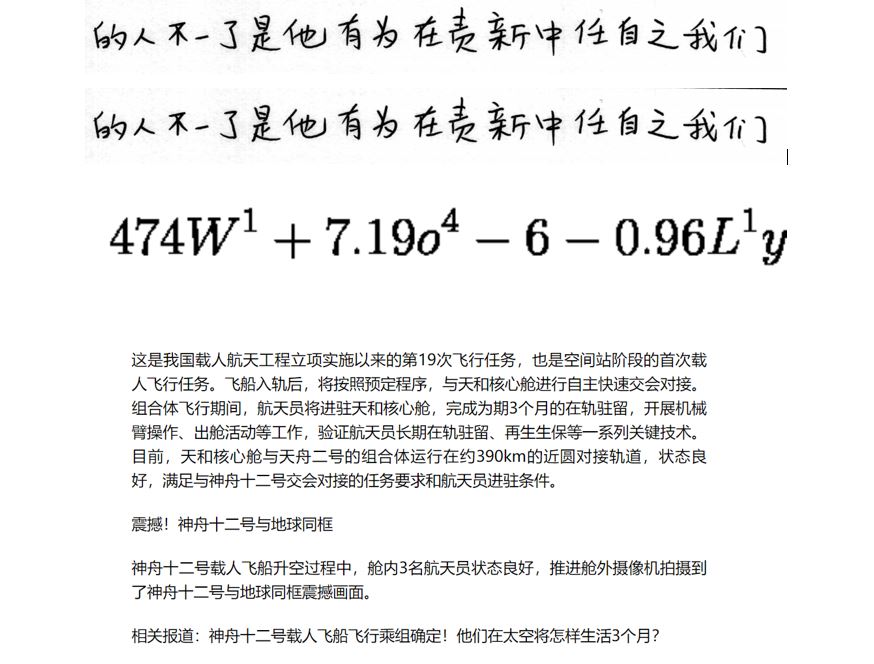 的人不一了是他有为在责新中任自之我们
的人不一了是他有为在责新中任自之我们
474W^1 + 7.19o^4 − 6 − 0.96L^1y
这是我国载人航天工程立项实施以来的第19次飞行任务，也是空间站阶段的首次载
人飞行任务。飞船入轨后，将按照预定程序，与天和核心舱进行自主快速交会对接。
组合体飞行期间，航天员将进驻天和核心舱，完成为期3个月的在轨驻留，开展机械
臂操作、出舱活动等工作，验证航天员长期在轨驻留、再生生保等一系列关键技术。
目前，天和核心舱与天舟二号的组合体运行在约390km的近圆对接轨道，状态良
好，满足与神舟十二号交会对接的任务要求和航天员进驻条件。
震撼！神舟十二号与地球同框
神舟十二号载人飞船升空过程中，舱内3名航天员状态良好，推进舱外摄像机拍摄到
了神舟十二号与地球同框震撼画面。
相关报道：神舟十二号载人飞船飞行乘组确定！他们在太空将怎样生活3个月？